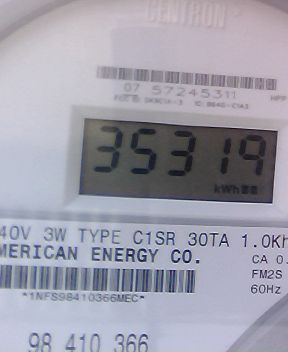 CENTRON
07 57245311
35319
kWh
40V 3W TYPE C1SR 30TA 1.0Kh
MERICAN ENERGY CO.
CA 0.
FM2S
60Hz
*1NFS98410366MEC*
98 410 366